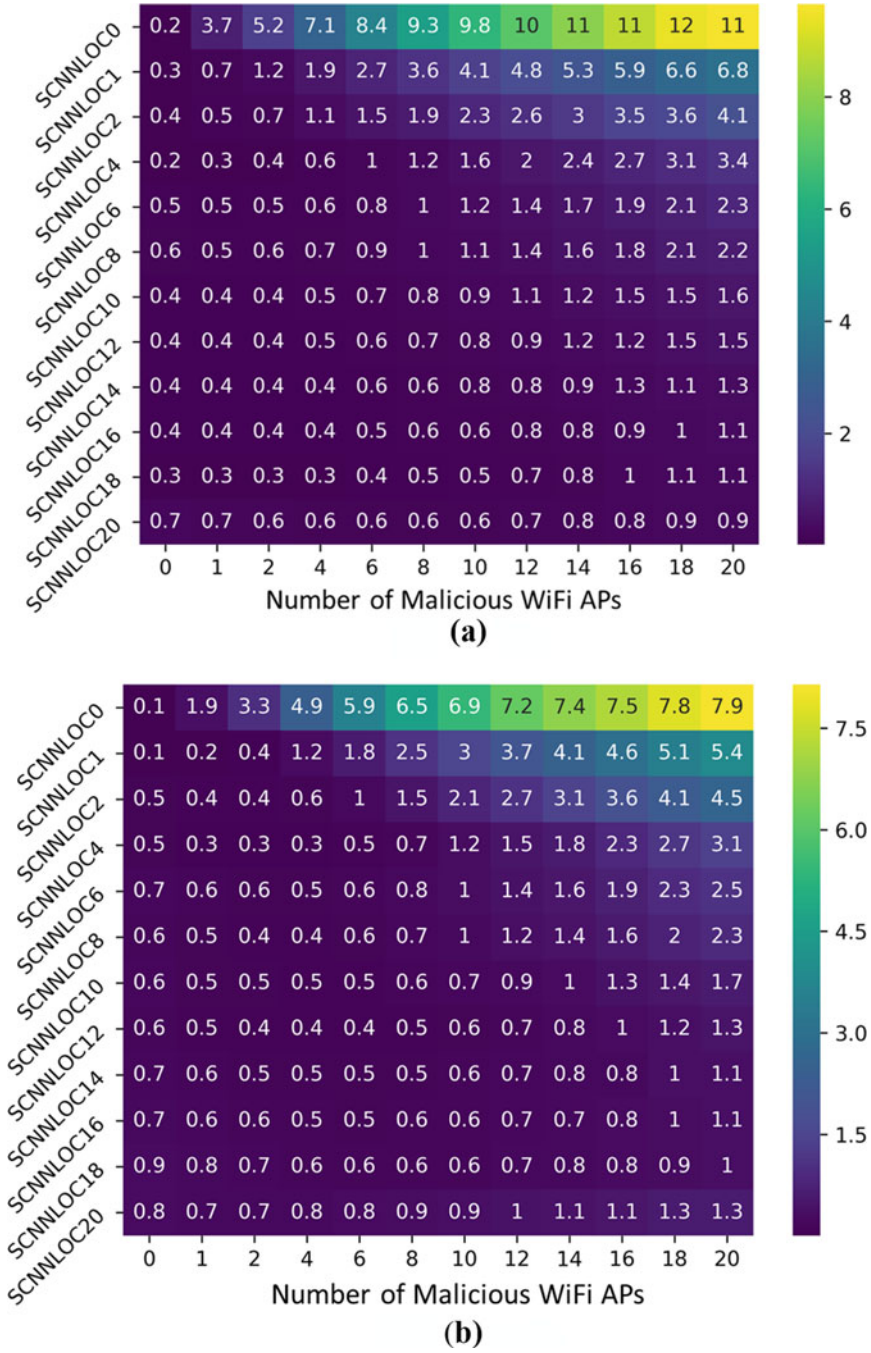 SCNNLOC0 0.2 3.7 5.2 7.1 8.4 9.3 9.8 10 11 11 12 11
SCNNLOC1 0.3 0.7 1.2 1.9 2.7 3.6 4.1 4.8 5.3 5.9 6.6 6.8
SCNNLOC2 0.4 0.5 0.7 1.1 1.5 1.9 2.3 2.6 3 3.5 3.6 4.1
SCNNLOC4 0.2 0.3 0.4 0.6 1 1.2 1.6 2 2.4 2.7 3.1 3.4
SCNNLOC6 0.5 0.5 0.5 0.6 0.8 1 1.2 1.4 1.7 1.9 2.1 2.3
SCNNLOC8 0.6 0.5 0.6 0.7 0.9 1 1.1 1.4 1.6 1.8 2.1 2.2
SCNNLOC10 0.4 0.4 0.4 0.5 0.7 0.8 0.9 1.1 1.2 1.5 1.5 1.6
SCNNLOC12 0.4 0.4 0.4 0.5 0.6 0.7 0.8 0.9 1.2 1.2 1.5 1.5
SCNNLOC14 0.4 0.4 0.4 0.4 0.6 0.6 0.8 0.8 0.9 1.3 1.1 1.3
SCNNLOC16 0.4 0.4 0.4 0.4 0.5 0.6 0.6 0.8 0.8 0.9 1 1.1
SCNNLOC18 0.3 0.3 0.3 0.3 0.4 0.5 0.5 0.7 0.8 1 1.1 1.1
SCNNLOC20 0.7 0.7 0.6 0.6 0.6 0.6 0.6 0.7 0.8 0.8 0.9 0.9
0 1 2 4 6 8 10 12 14 16 18 20
Number of Malicious WiFi APs
8
6
4
2
(a)
SCNNLOC0 0.1 1.9 3.3 4.9 5.9 6.5 6.9 7.2 7.4 7.5 7.8 7.9
SCNNLOC1 0.1 0.2 0.4 1.2 1.8 2.5 3 3.7 4.1 4.6 5.1 5.4
SCNNLOC2 0.5 0.4 0.4 0.6 1 1.5 2.1 2.7 3.1 3.6 4.1 4.5
SCNNLOC4 0.5 0.3 0.3 0.3 0.5 0.7 1.2 1.5 1.8 2.3 2.7 3.1
SCNNLOC6 0.7 0.6 0.6 0.5 0.6 0.8 1 1.4 1.6 1.9 2.3 2.5
SCNNLOC8 0.6 0.5 0.4 0.4 0.6 0.7 1 1.2 1.4 1.6 2 2.3
SCNNLOC10 0.6 0.5 0.5 0.5 0.5 0.6 0.7 0.9 1 1.3 1.4 1.7
SCNNLOC12 0.6 0.5 0.4 0.4 0.4 0.5 0.6 0.7 0.8 1 1.2 1.3
SCNNLOC14 0.7 0.6 0.5 0.5 0.5 0.5 0.6 0.7 0.8 0.8 1 1.1
SCNNLOC16 0.7 0.6 0.6 0.5 0.5 0.6 0.6 0.7 0.7 0.8 1 1.1
SCNNLOC18 0.9 0.8 0.7 0.6 0.6 0.6 0.6 0.7 0.8 0.8 0.9 1
SCNNLOC20 0.8 0.7 0.7 0.8 0.8 0.9 0.9 1 1.1 1.1 1.3 1.3
0 1 2 4 6 8 10 12 14 16 18 20
Number of Malicious WiFi APs
7.5
6.0
4.5
3.0
1.5
(b)